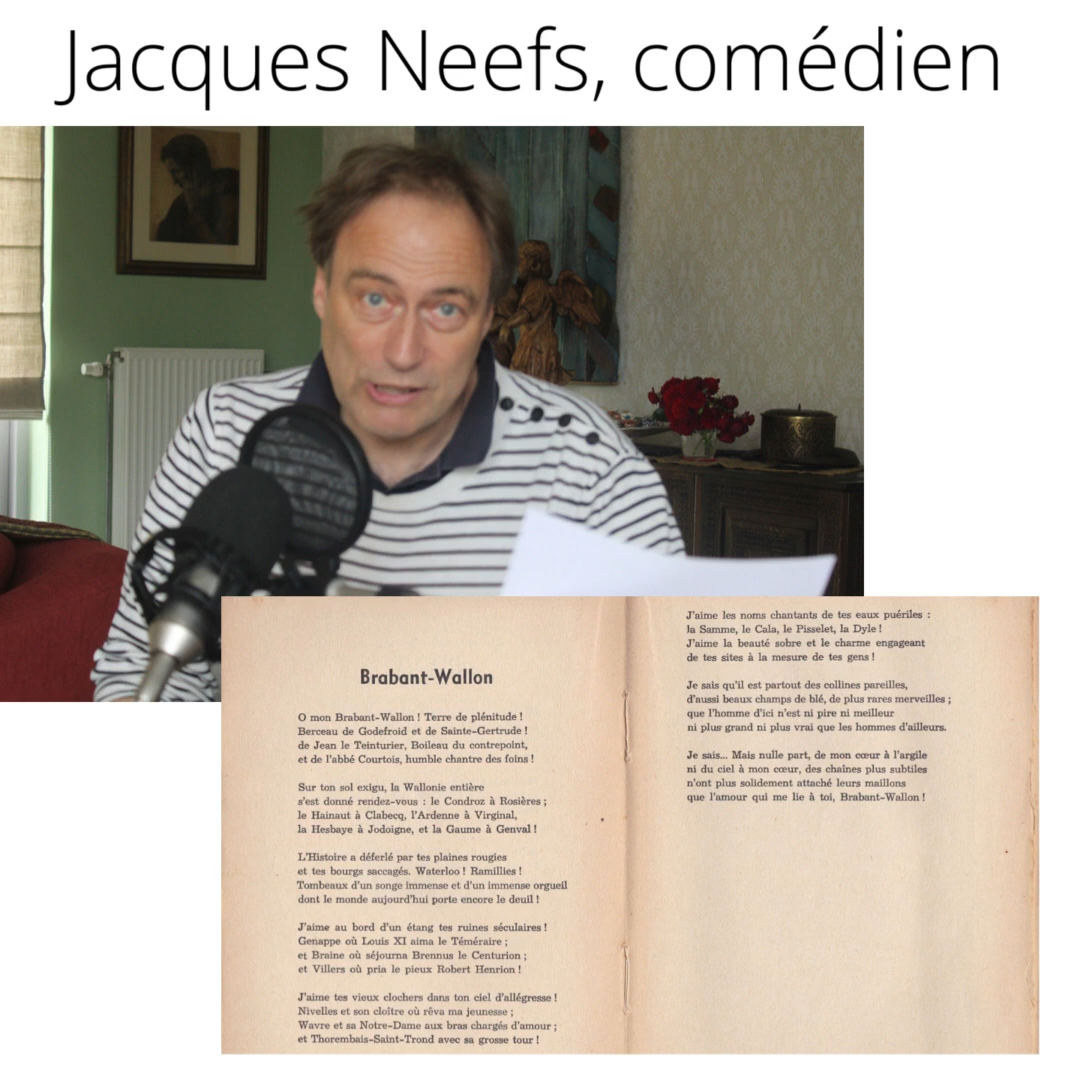 Jacques Neefs, comédien
Brabant-Wallon
O mon Brabant-Wallon ! Terre de plénitude !
Berceau de Godefroid et de Sainte-Gertrude !
de Jean le Teinturier, Boileau du contrepoint,
et de l'abbé Courtois, humble chantre des foins !
Sur ton sol exigu, la Wallonie entière
s'est donné rendez-vous : le Condroz à Rosières ;
le Hainaut à Clabecq, l'Ardenne à Virginal,
la Hesbaye à Jodoigne, et la Gaume à Genval !
L'Histoire a déferlé par tes plaines rougies
et tes bourgs saccagés. Waterloo ! Ramillies !
Tombeaux d'un songe immense et d'un immense orgueil
dont le monde aujourd'hui porte encore le deuil !
J'aime au bord d'un étang tes ruines séculaires !
Genappe où Louis XI aima le Téméraire ;
et Braine où séjourna Brennus le Centurion ;
et Villers où pria le pieux Robert Henrion !
J'aime tes vieux clochers dans ton ciel d'allégresse !
Nivelles et son cloître où rêva ma jeunesse ;
Wavre et sa Notre-Dame aux bras chargés d'amour ;
et Thorembais-Saint-Trond avec sa grosse tour !
J'aime les noms chantants de tes eaux puériles :
la Samme, le Cala, le Pisselet, la Dyle !
J'aime la beauté sobre et le charme engageant
de tes sites à la mesure de tes gens !
Je sais qu'il est partout des collines pareilles,
d'aussi beaux champs de blé, de plus rares merveilles ;
que l'homme d'ici n'est ni pire ni meilleur
ni plus grand ni plus vrai que les hommes d'ailleurs.
Je sais... Mais nulle part, de mon cœur à l'argile
ni du ciel à mon cœur, des chaînes plus subtiles
n'ont plus solidement attaché leurs maillons
que l'amour qui me lie à toi, Brabant-Wallon !